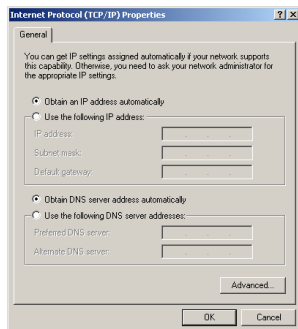 Internet Protocol (TCP/IP) Properties
General
You can get IP settings assigned automatically if your network supports
this capability. Otherwise, you need to ask your network administrator for
the appropriate IP settings.
Obtain an IP address automatically
Use the following IP address:
IP address:
Subnet mask:
Default gateway:
Obtain DNS server address automatically
Use the following DNS server addresses:
Preferred DNS server:
Alternate DNS server:
Advanced...
OK
Cancel